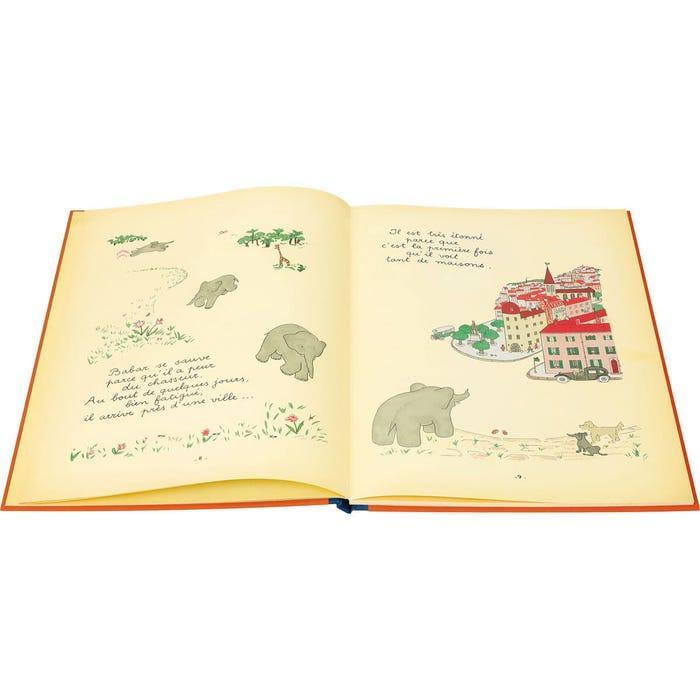 Babar se sauve
parce qu'il a peur
du chasseur.
Au bout de quelques jours,
bien fatigué,
il arrive près d'une ville ...
. 8 .
Il est très étonné
parce que
c'est la première fois
qu'il voit
tant de maisons.
. 9 .